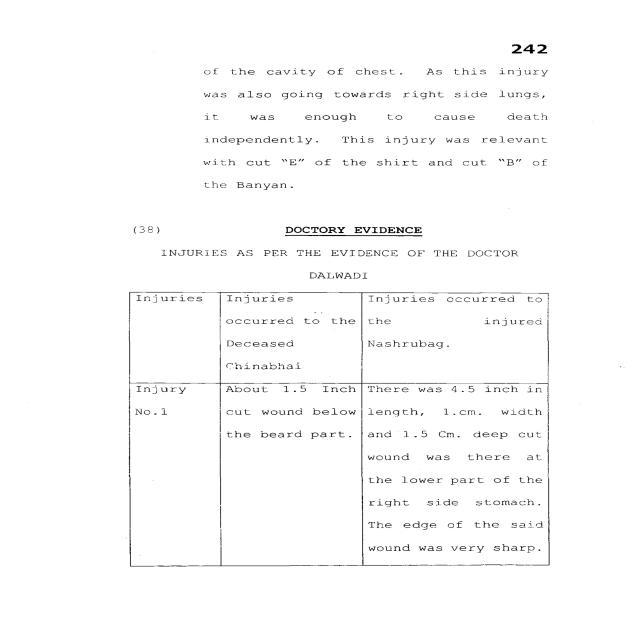 242
of the cavity of chest. As this injury
was also going towards right side lungs,
it was enough to cause death
independently. This injury was relevant
with cut "E" of the shirt and cut "B" of
the Banyan.
(38) DOCTORY EVIDENCE
INJURIES AS PER THE EVIDENCE OF THE DOCTOR
DALWADI
Injuries Injuries Injuries occurred to
occurred to the the injured
Deceased Nashrubag.
Chinabhai
Injury About 1.5 Inch There was 4.5 inch in
No.1 cut wound below length, 1.cm. width
the beard part. and 1.5 Cm. deep cut
wound was there at
the lower part of the
right side stomach.
The edge of the said
wound was very sharp.